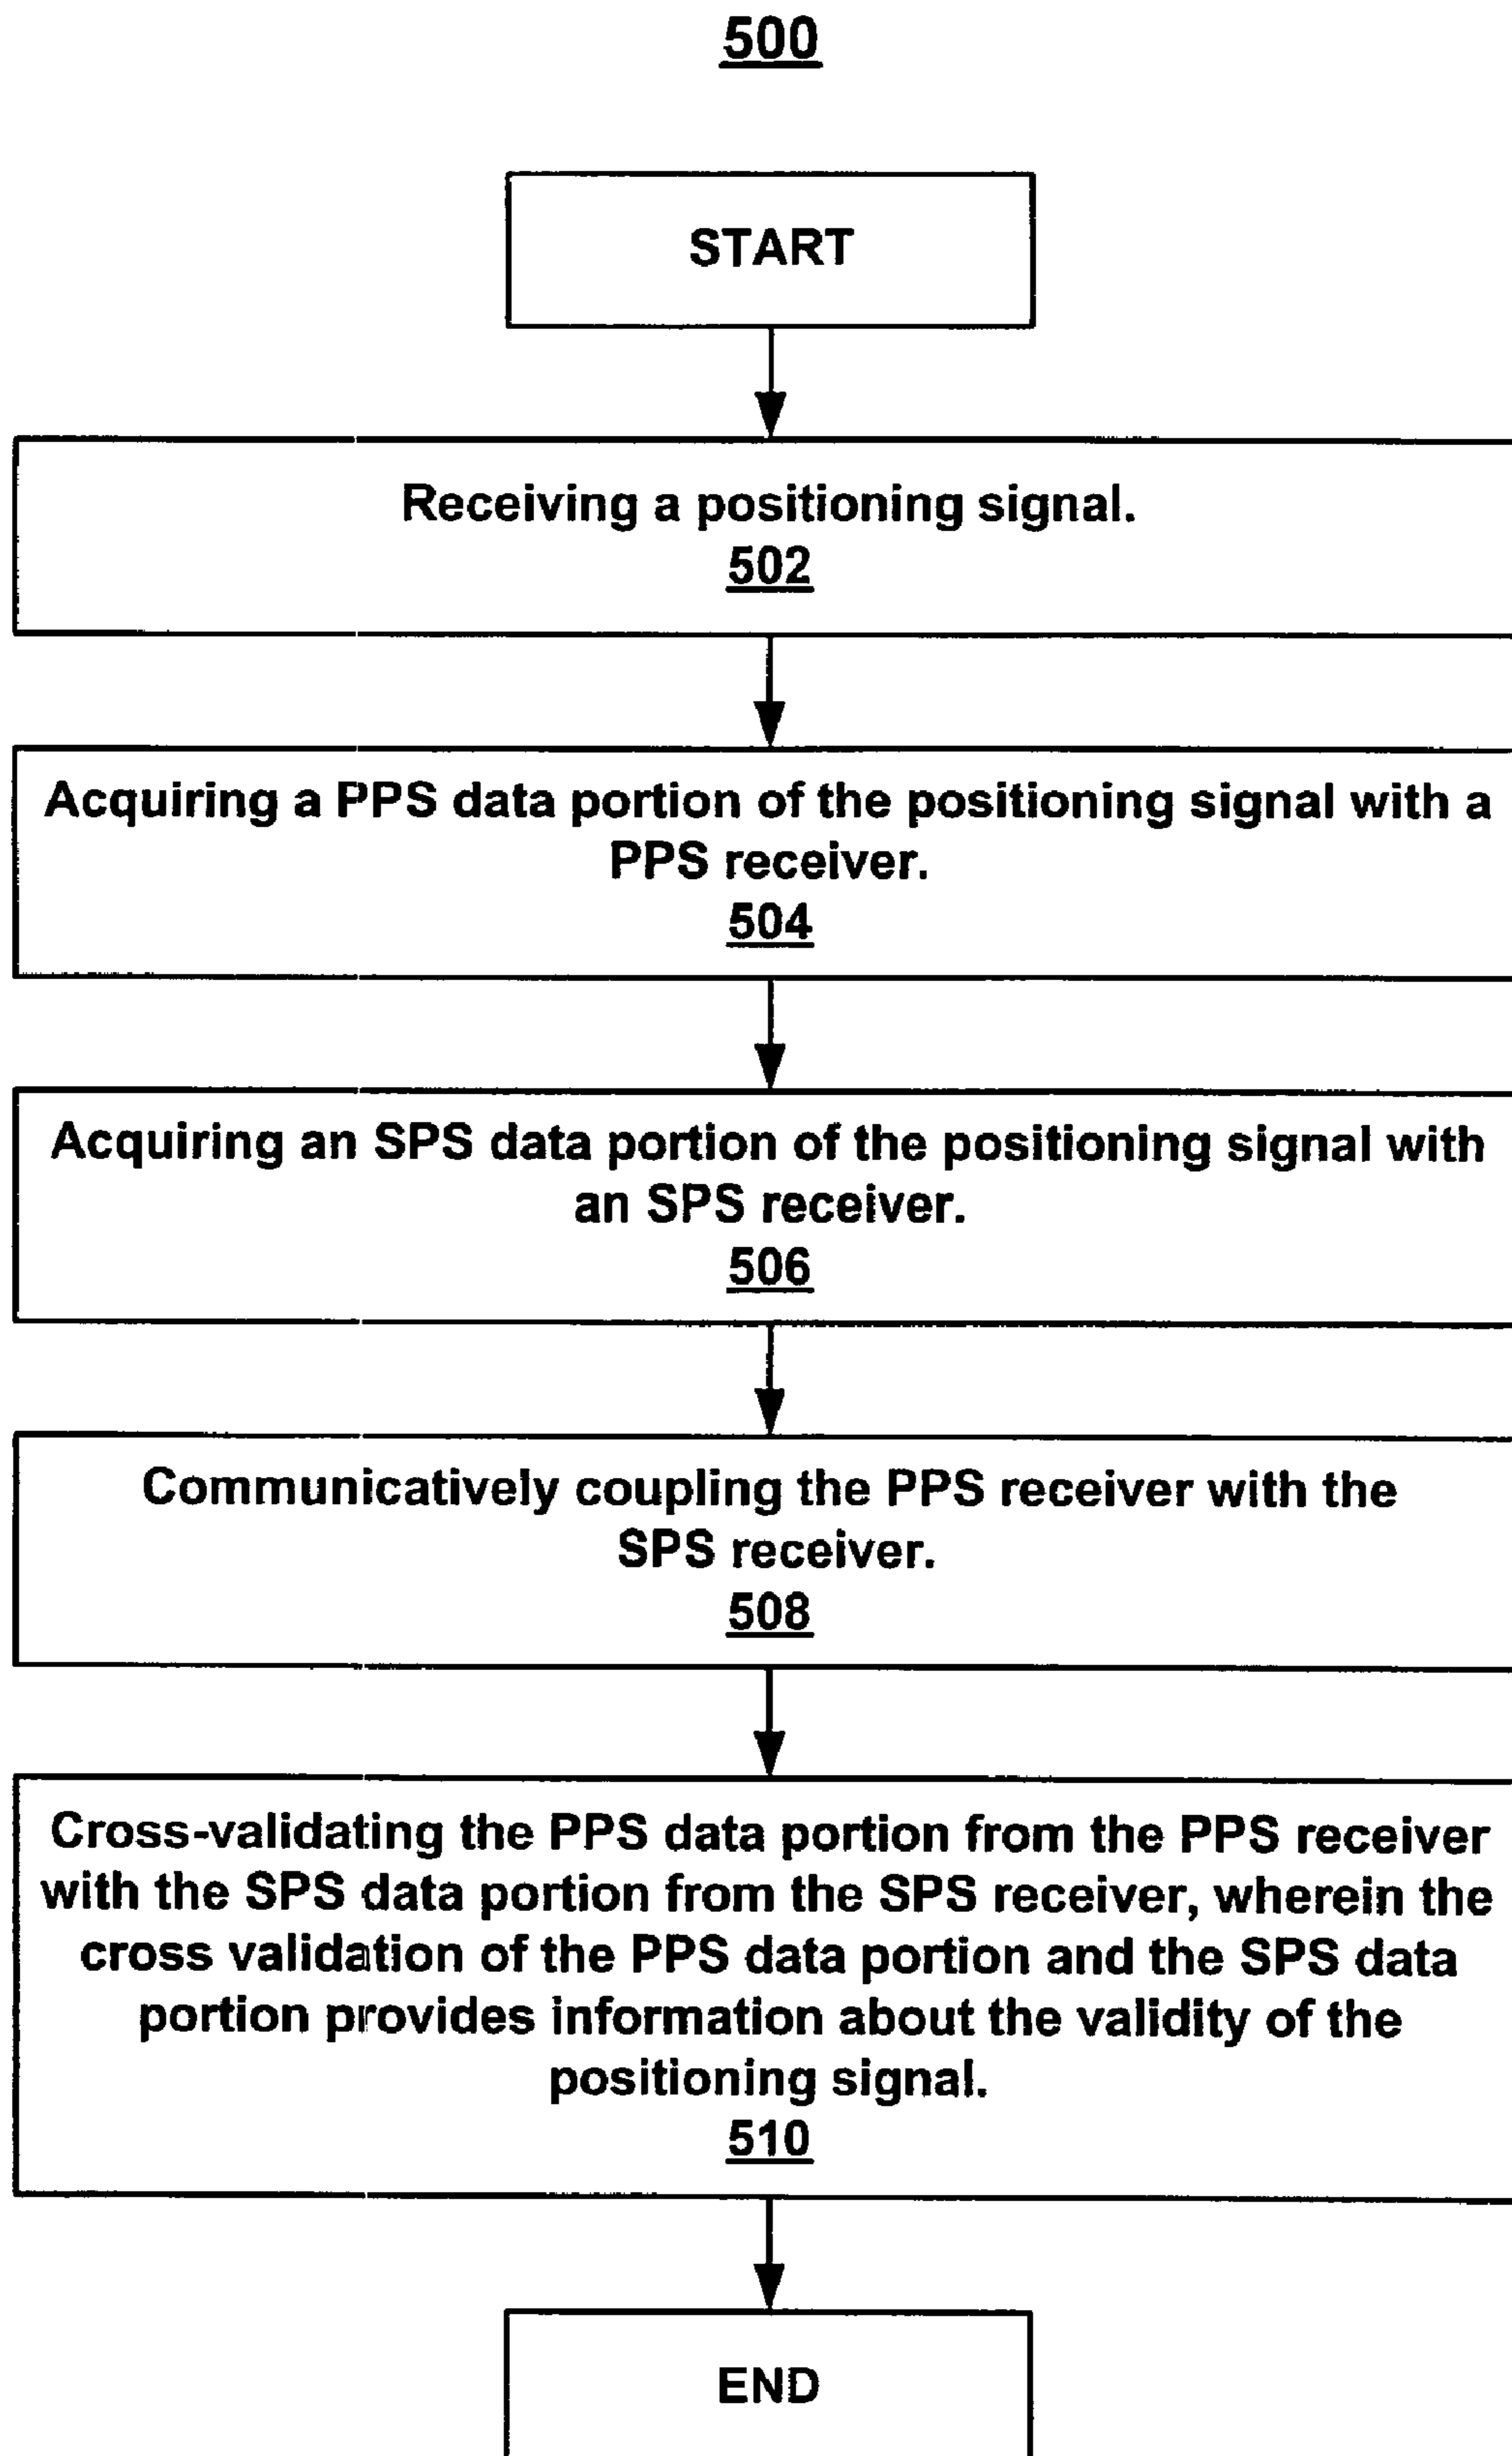 500
START
Receiving a positioning signal.
502
Acquiring a PPS data portion of the positioning signal with a
PPS receiver.
504
Acquiring an SPS data portion of the positioning signal with
an SPS receiver.
506
Communicatively coupling the PPS receiver with the
SPS receiver.
508
Cross-validating the PPS data portion from the PPS receiver
with the SPS data portion from the SPS receiver, wherein the
cross validation of the PPS data portion and the SPS data
portion provides information about the validity of the
positioning signal.
510
END